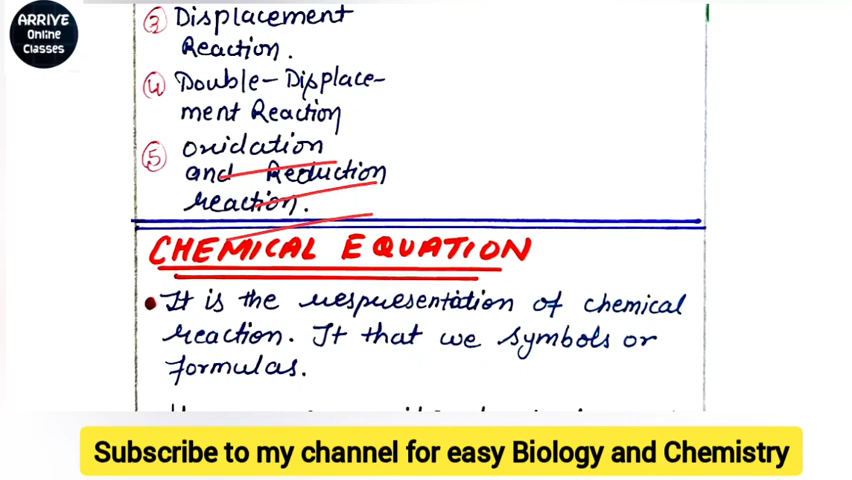 ARRIVE
Online
Classes
③ Displacement
Reaction.
④ Double-Displace-
ment Reaction
⑤ oxidation
and Reduction
reaction.
CHEMICAL EQUATION
• It is the respresentation of chemical
reaction. It that we symbols or
formulas.
Subscribe to my channel for easy Biology and Chemistry